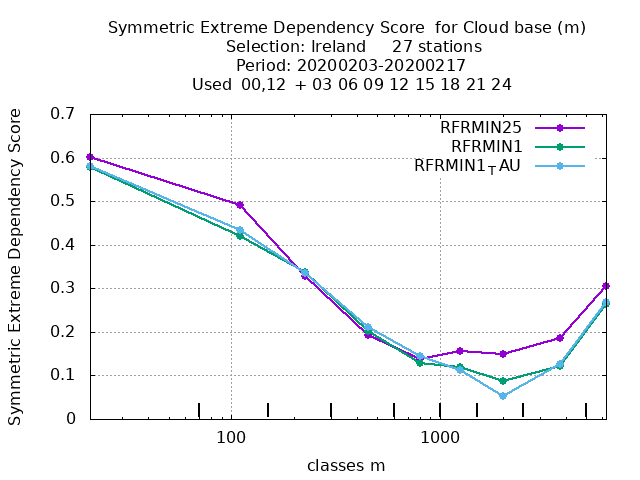 Symmetric Extreme Dependency Score for Cloud base (m)
Selection: Ireland 27 stations
Period: 20200203-20200217
Used 00,12 + 03 06 09 12 15 18 21 24
RFRMIN25
RFRMIN1
RFRMIN1TAU
Symmetric Extreme Dependency Score
0.7
0.6
0.5
0.4
0.3
0.2
0.1
0
100
1000
classes m